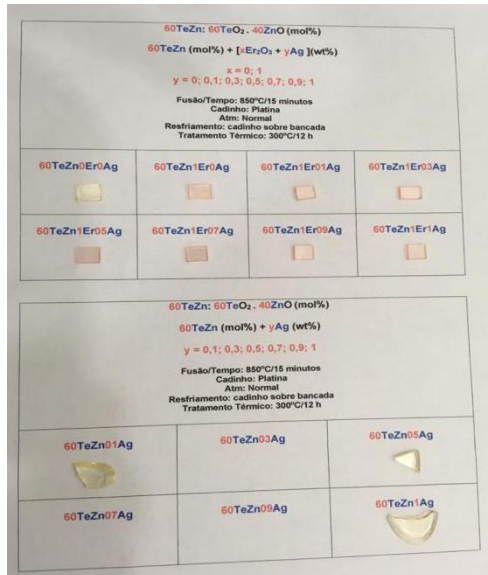 60TeZn: 60TeO₂ . 40ZnO (mol%)
60TeZn (mol%) + [xEr₂O₃ + yAg ](wt%)
x = 0; 1
y = 0; 0,1; 0,3; 0,5; 0,7; 0,9; 1
Fusão/Tempo: 850ºC/15 minutos
Cadinho: Platina
Atm: Normal
Resfriamento: cadinho sobre bancada
Tratamento Térmico: 300ºC/12 h
60TeZn0Er0Ag 60TeZn1Er0Ag 60TeZn1Er01Ag 60TeZn1Er03Ag
60TeZn1Er05Ag 60TeZn1Er07Ag 60TeZn1Er09Ag 60TeZn1Er1Ag
60TeZn: 60TeO₂ . 40ZnO (mol%)
60TeZn (mol%) + yAg (wt%)
y = 0,1; 0,3; 0,5; 0,7; 0,9; 1
Fusão/Tempo: 850ºC/15 minutos
Cadinho: Platina
Atm: Normal
Resfriamento: cadinho sobre bancada
Tratamento Térmico: 300ºC/12 h
60TeZn01Ag 60TeZn03Ag 60TeZn05Ag
60TeZn07Ag 60TeZn09Ag 60TeZn1Ag